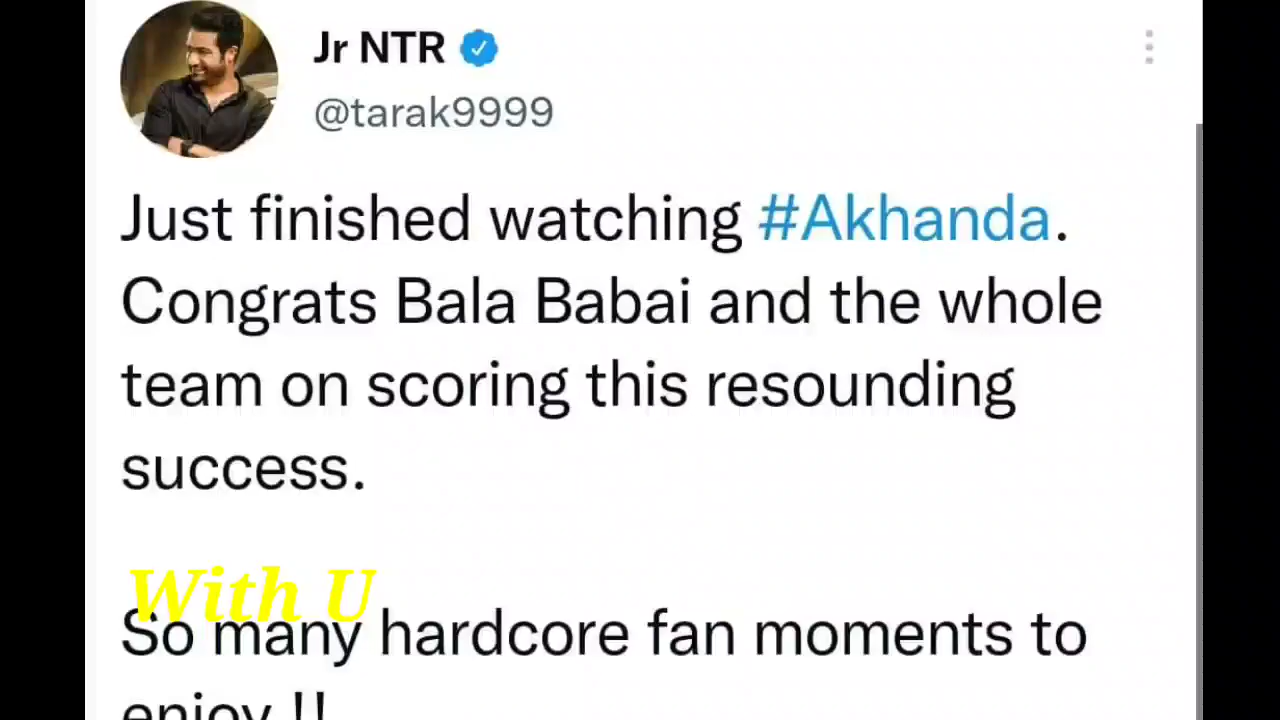 Jr NTR
@tarak9999
Just finished watching #Akhanda.
Congrats Bala Babai and the whole
team on scoring this resounding
success.
With U
So many hardcore fan moments to
enjoy !!